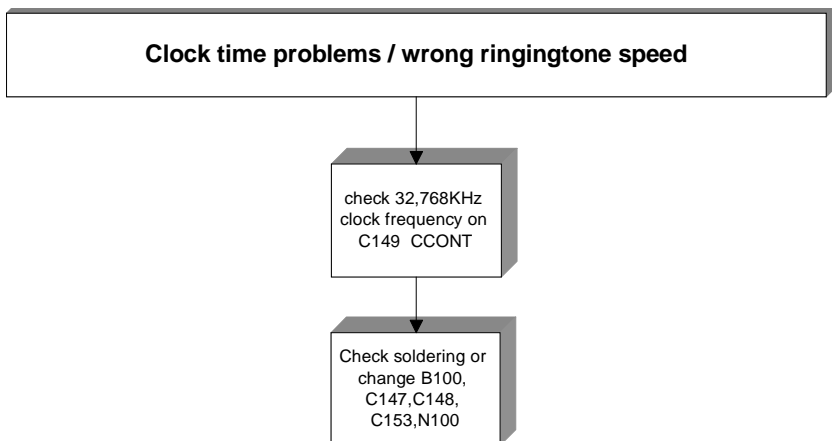 Clock time problems / wrong ringingtone speed
check 32,768KHz
clock frequency on
C149 CCONT
Check soldering or
change B100,
C147,C148,
C153,N100